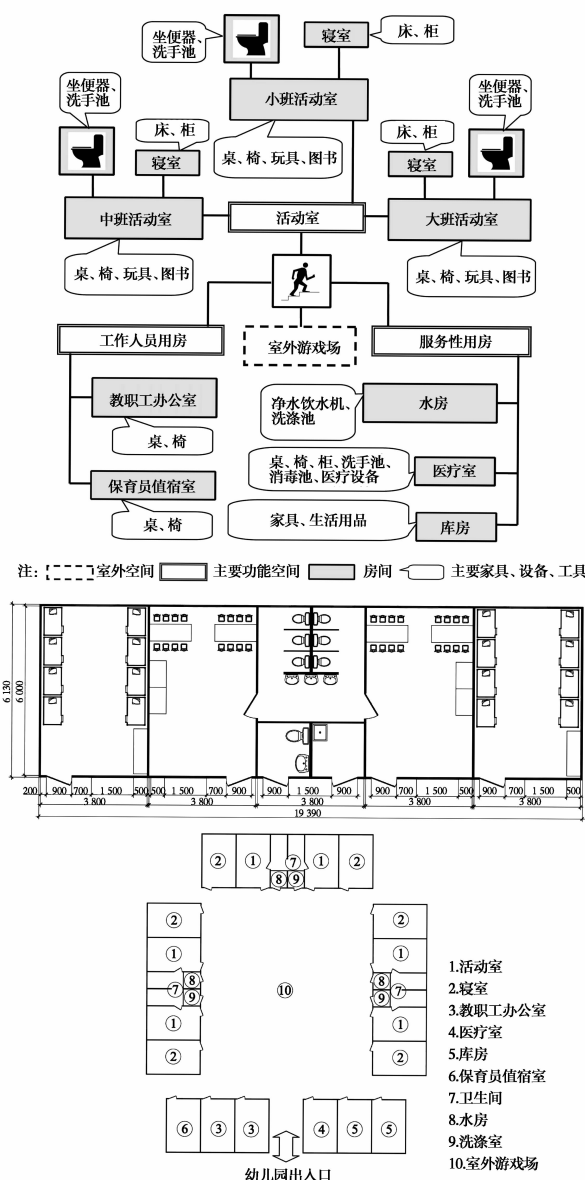 坐便器、
洗手池
寝室
床、柜
小班活动室
桌、椅、玩具、图书
坐便器、
洗手池
床、柜
寝室
床、柜
寝室
坐便器、
洗手池
中班活动室
活动室
大班活动室
桌、椅、玩具、图书
桌、椅、玩具、图书
工作人员用房
室外游戏场
服务性用房
教职工办公室
桌、椅
净水饮水机、
洗涤池
水房
保育员值宿室
桌、椅
桌、椅、柜、洗手池、
消毒池、医疗设备
医疗室
家具、生活用品
库房
注: 室外空间 主要功能空间 房间 主要家具、设备、工具
6 130
6 000
200 900 700 1 500 500 500 1 500 700 900 900 1 500 900 900 700 1 500 500 900 700 1 500 500
3 800 3 800 3 800 3 800 3 800
19 390
② ① ⑦ ① ②
⑧ ⑨
② ②
① ①
⑧ ⑧
⑦ ⑩ ⑦
⑨ ⑨
① ①
② ②
⑥ ③ ③ ④ ⑤ ⑤
幼儿园出入口
1.活动室
2.寝室
3.教职工办公室
4.医疗室
5.库房
6.保育员值宿室
7.卫生间
8.水房
9.洗涤室
10.室外游戏场